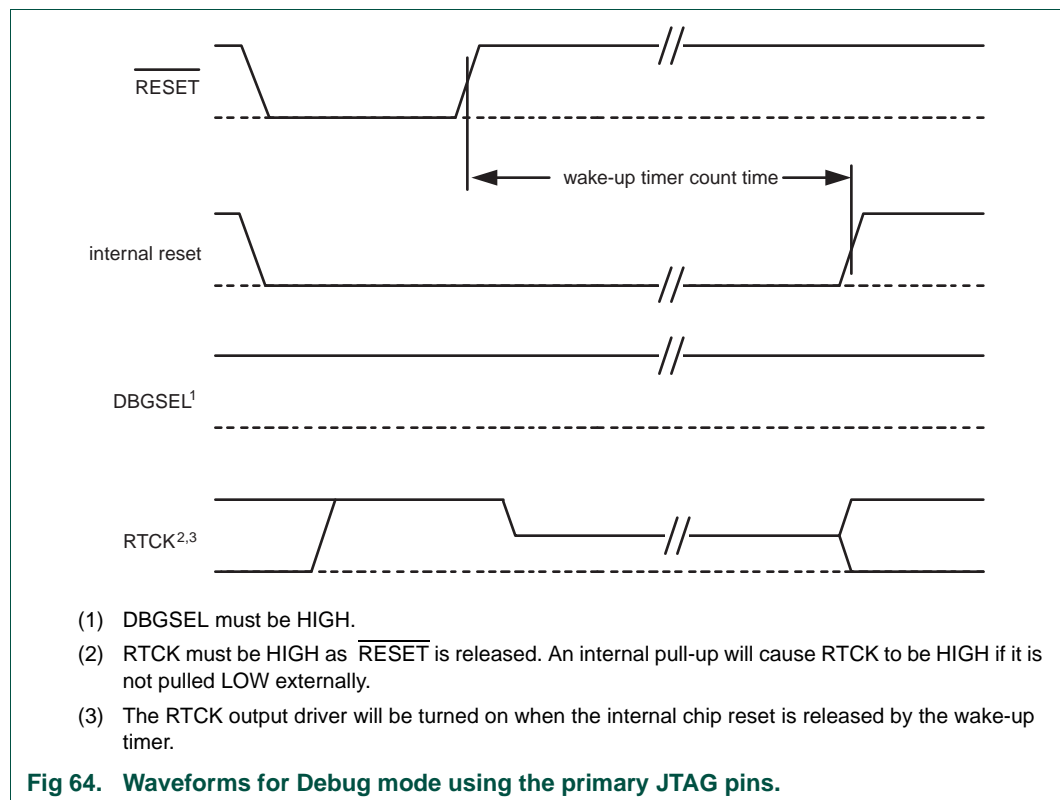 RESET
wake-up timer count time
internal reset
DBGSEL1
RTCK2,3
(1) DBGSEL must be HIGH.
(2) RTCK must be HIGH as RESET is released. An internal pull-up will cause RTCK to be HIGH if it is
not pulled LOW externally.
(3) The RTCK output driver will be turned on when the internal chip reset is released by the wake-up
timer.
Fig 64. Waveforms for Debug mode using the primary JTAG pins.